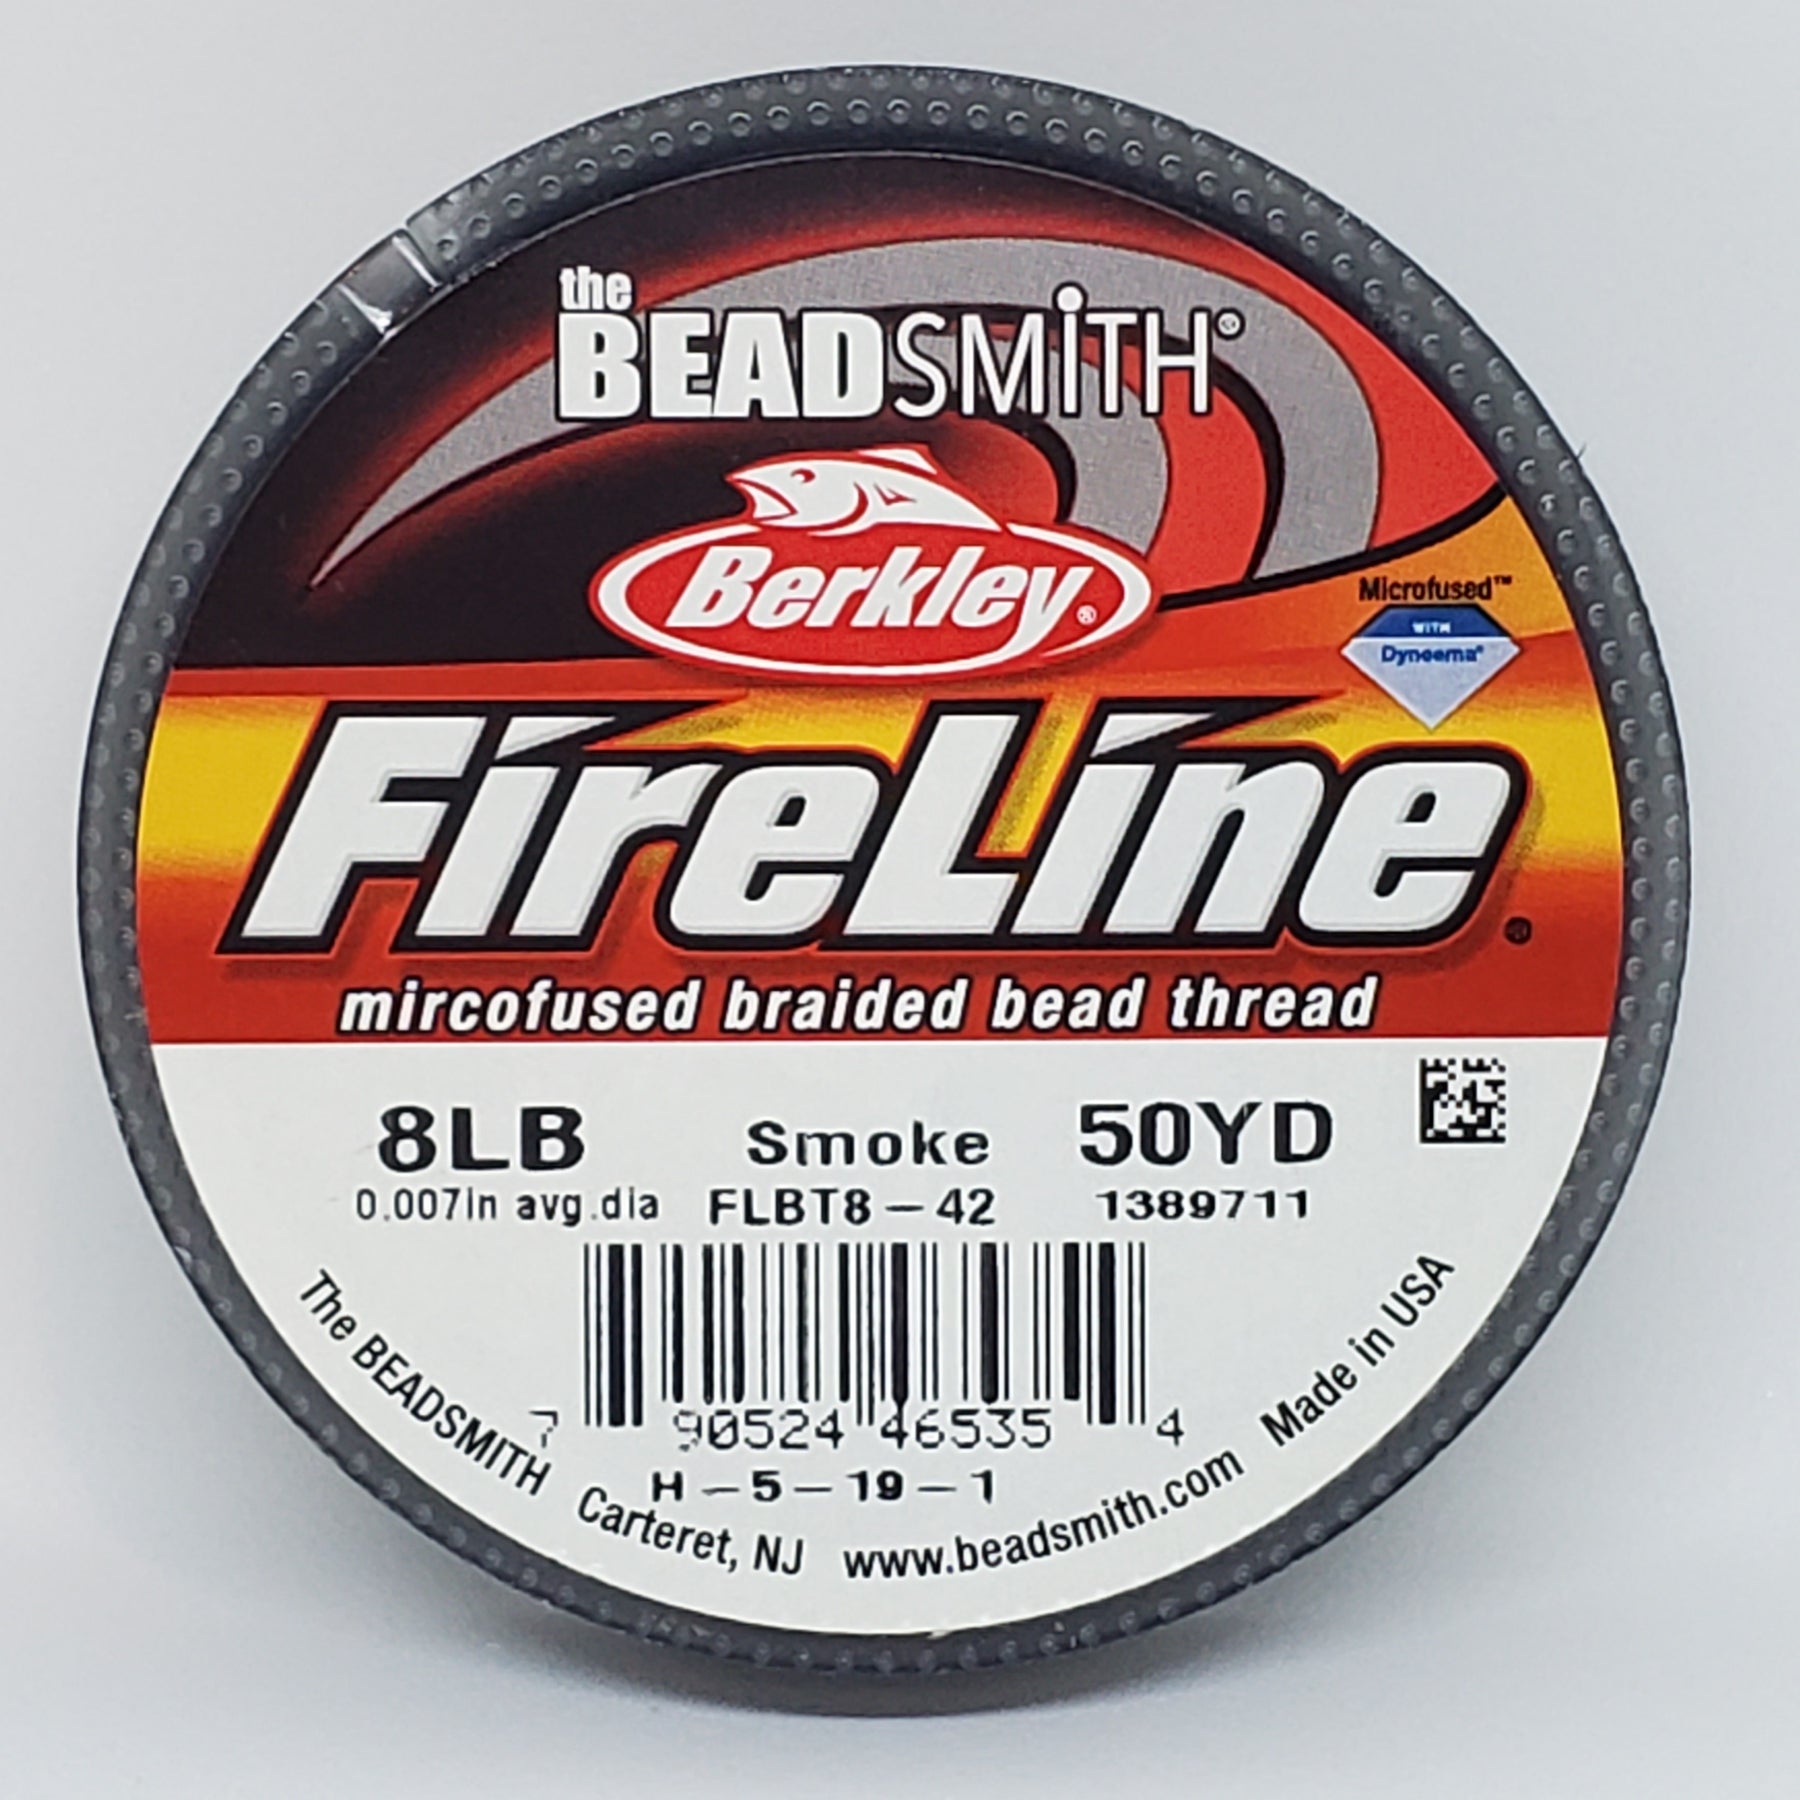 the
BEADSMiTH®
Berkley®
Microfused™
WITH
Dyneema®
FireLine®
mircofused braided bead thread
8LB Smoke 50YD
0.007in avg.dia FLBT8-42 1389711
7 90524 46535 4
H-5-19-1
The BEADSMITH Carteret, NJ www.beadsmith.com Made in USA